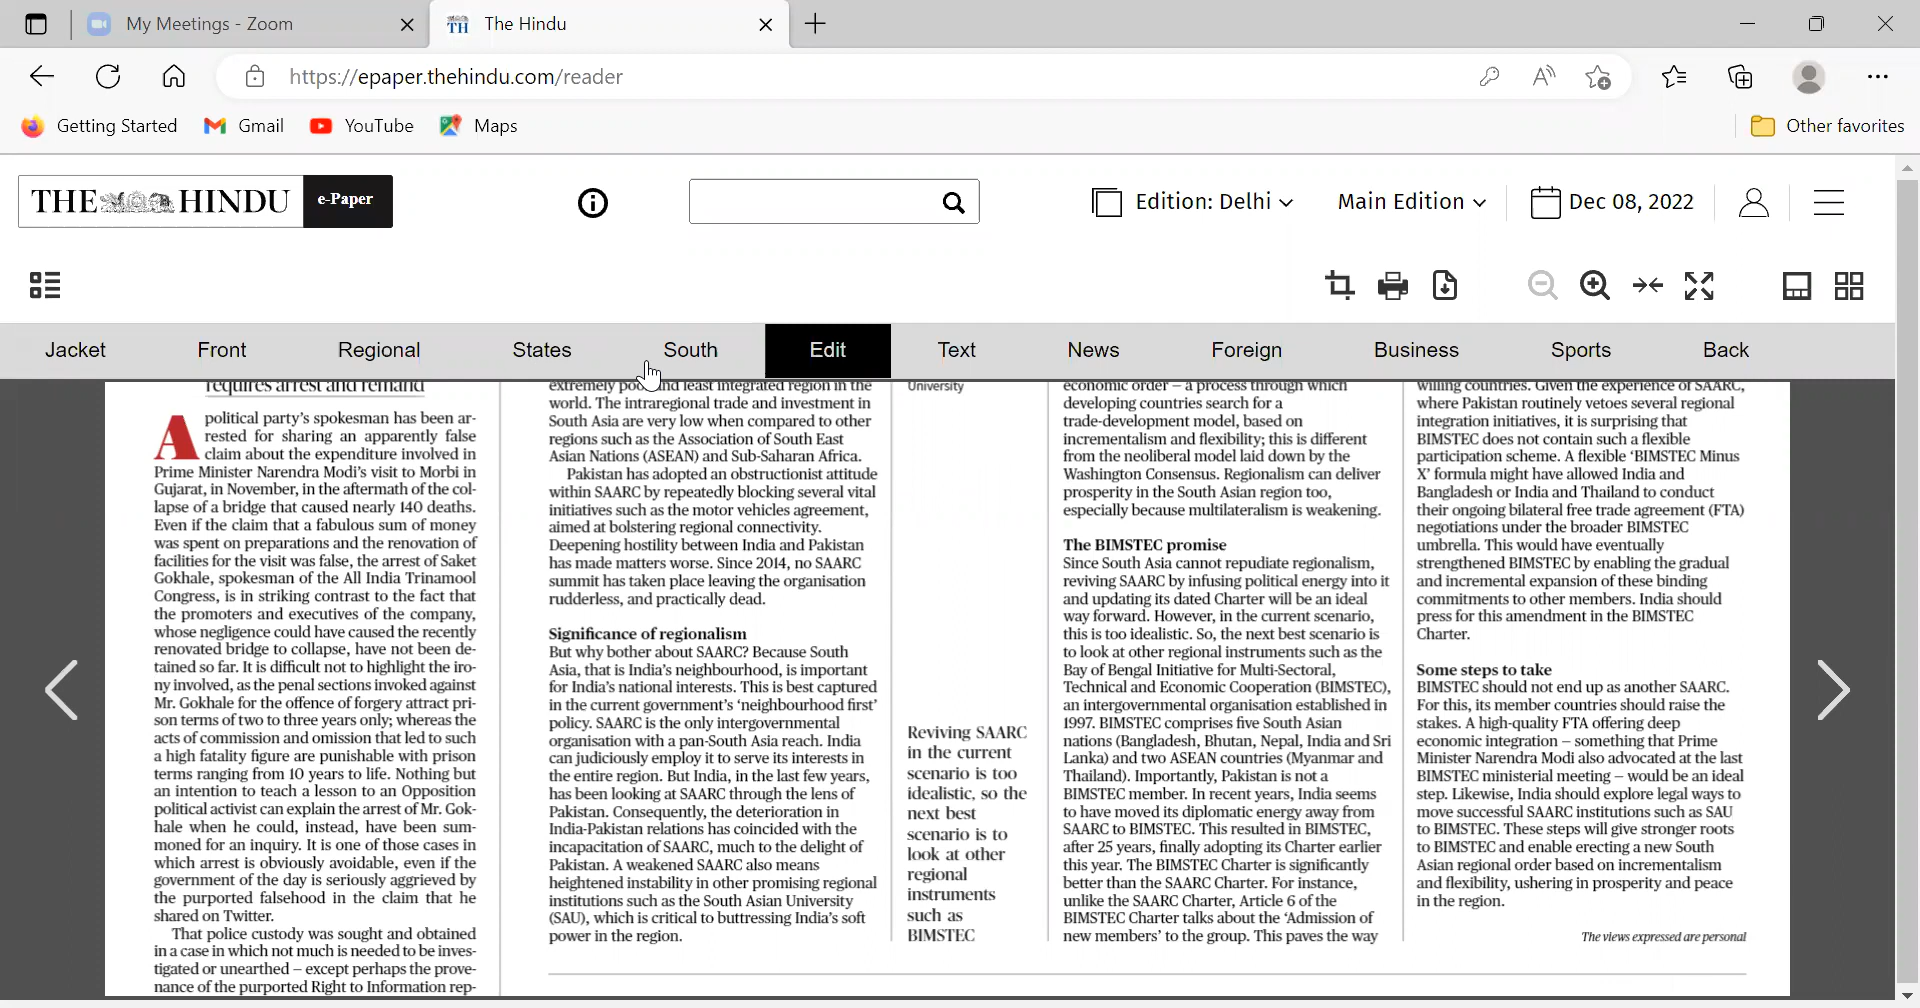 My Meetings - Zoom
The Hindu
https://epaper.thehindu.com/reader
Getting Started
Gmail
YouTube
Maps
Other favorites
THE HINDU
e-Paper
Edition: Delhi
Main Edition
Dec 08, 2022
Jacket
Front
Regional
States
South
Edit
Text
News
Foreign
Business
Sports
Back
requires arrest and remand
A political party's spokesman has been ar-
rested for sharing an apparently false
claim about the expenditure involved in
Prime Minister Narendra Modi's visit to Morbi in
Gujarat, in November, in the aftermath of the col-
lapse of a bridge that caused nearly 140 deaths.
Even if the claim that a fabulous sum of money
was spent on preparations and the renovation of
facilities for the visit was false, the arrest of Saket
Gokhale, spokesman of the All India Trinamool
Congress, is in striking contrast to the fact that
the promoters and executives of the company,
whose negligence could have caused the recently
renovated bridge to collapse, have not been de-
tained so far. It is difficult not to highlight the iro-
ny involved, as the penal sections invoked against
Mr. Gokhale for the offence of forgery attract pri-
son terms of two to three years only; whereas the
acts of commission and omission that led to such
a high fatality figure are punishable with prison
terms ranging from 10 years to life. Nothing but
an intention to teach a lesson to an Opposition
political activist can explain the arrest of Mr. Gok-
hale when he could, instead, have been sum-
moned for an inquiry. It is one of those cases in
which arrest is obviously avoidable, even if the
government of the day is seriously aggrieved by
the purported falsehood in the claim that he
shared on Twitter.
That police custody was sought and obtained
in a case in which not much is needed to be inves-
tigated or unearthed – except perhaps the prove-
nance of the purported Right to Information rep-
extremely and least integrated region in the
world. The intraregional trade and investment in
South Asia are very low when compared to other
regions such as the Association of South East
Asian Nations (ASEAN) and Sub-Saharan Africa.
Pakistan has adopted an obstructionist attitude
within SAARC by repeatedly blocking several vital
initiatives such as the motor vehicles agreement,
aimed at bolstering regional connectivity.
Deepening hostility between India and Pakistan
has made matters worse. Since 2014, no SAARC
summit has taken place leaving the organisation
rudderless, and practically dead.
Significance of regionalism
But why bother about SAARC? Because South
Asia, that is India's neighbourhood, is important
for India's national interests. This is best captured
in the current government's 'neighbourhood first'
policy. SAARC is the only intergovernmental
organisation with a pan-South Asia reach. India
can judiciously employ it to serve its interests in
the entire region. But India, in the last few years,
has been looking at SAARC through the lens of
Pakistan. Consequently, the deterioration in
India-Pakistan relations has coincided with the
incapacitation of SAARC, much to the delight of
Pakistan. A weakened SAARC also means
heightened instability in other promising regional
institutions such as the South Asian University
(SAU), which is critical to buttressing India's soft
power in the region.
University
Reviving SAARC
in the current
scenario is too
idealistic, so the
next best
scenario is to
look at other
regional
instruments
such as
BIMSTEC
economic order – a process through which
developing countries search for a
trade-development model, based on
incrementalism and flexibility; this is different
from the neoliberal model laid down by the
Washington Consensus. Regionalism can deliver
prosperity in the South Asian region too,
especially because multilateralism is weakening.
The BIMSTEC promise
Since South Asia cannot repudiate regionalism,
reviving SAARC by infusing political energy into it
and updating its dated Charter will be an ideal
way forward. However, in the current scenario,
this is too idealistic. So, the next best scenario is
to look at other regional instruments such as the
Bay of Bengal Initiative for Multi-Sectoral,
Technical and Economic Cooperation (BIMSTEC),
an intergovernmental organisation established in
1997. BIMSTEC comprises five South Asian
nations (Bangladesh, Bhutan, Nepal, India and Sri
Lanka) and two ASEAN countries (Myanmar and
Thailand). Importantly, Pakistan is not a
BIMSTEC member. In recent years, India seems
to have moved its diplomatic energy away from
SAARC to BIMSTEC. This resulted in BIMSTEC,
after 25 years, finally adopting its Charter earlier
this year. The BIMSTEC Charter is significantly
better than the SAARC Charter. For instance,
unlike the SAARC Charter, Article 6 of the
BIMSTEC Charter talks about the 'Admission of
new members' to the group. This paves the way
willing countries. Given the experience of SAARC,
where Pakistan routinely vetoes several regional
integration initiatives, it is surprising that
BIMSTEC does not contain such a flexible
participation scheme. A flexible 'BIMSTEC Minus
X' formula might have allowed India and
Bangladesh or India and Thailand to conduct
their ongoing bilateral free trade agreement (FTA)
negotiations under the broader BIMSTEC
umbrella. This would have eventually
strengthened BIMSTEC by enabling the gradual
and incremental expansion of these binding
commitments to other members. India should
press for this amendment in the BIMSTEC
Charter.
Some steps to take
BIMSTEC should not end up as another SAARC.
For this, its member countries should raise the
stakes. A high-quality FTA offering deep
economic integration – something that Prime
Minister Narendra Modi also advocated at the last
BIMSTEC ministerial meeting – would be an ideal
step. Likewise, India should explore legal ways to
move successful SAARC institutions such as SAU
to BIMSTEC. These steps will give stronger roots
to BIMSTEC and enable erecting a new South
Asian regional order based on incrementalism
and flexibility, ushering in prosperity and peace
in the region.
The views expressed are personal